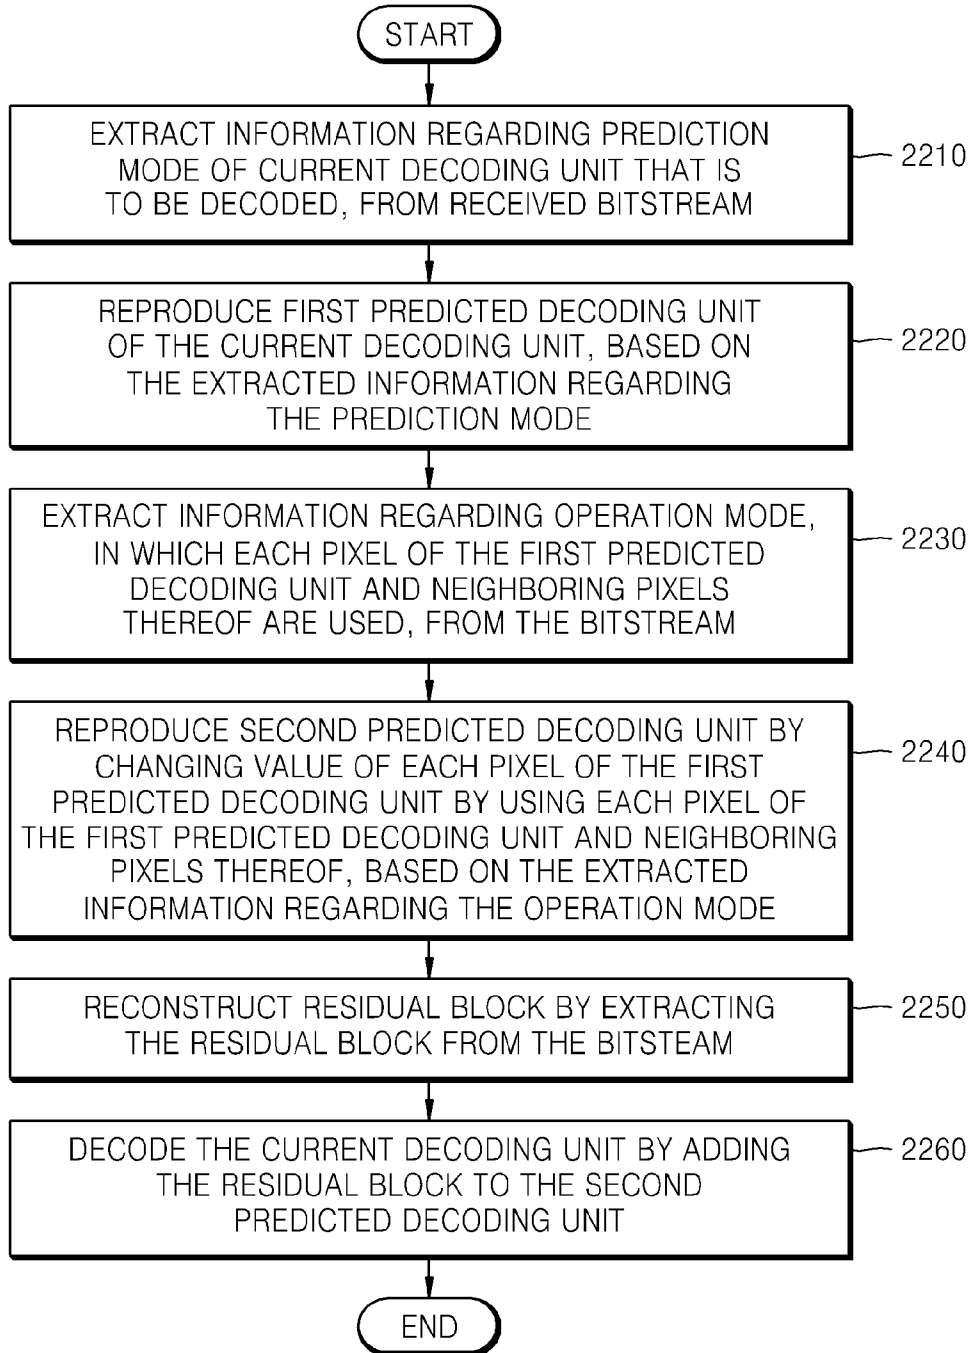 START
EXTRACT INFORMATION REGARDING PREDICTION
MODE OF CURRENT DECODING UNIT THAT IS
TO BE DECODED, FROM RECEIVED BITSTREAM
2210
REPRODUCE FIRST PREDICTED DECODING UNIT
OF THE CURRENT DECODING UNIT, BASED ON
THE EXTRACTED INFORMATION REGARDING
THE PREDICTION MODE
2220
EXTRACT INFORMATION REGARDING OPERATION MODE,
IN WHICH EACH PIXEL OF THE FIRST PREDICTED
DECODING UNIT AND NEIGHBORING PIXELS
THEREOF ARE USED, FROM THE BITSTREAM
2230
REPRODUCE SECOND PREDICTED DECODING UNIT BY
CHANGING VALUE OF EACH PIXEL OF THE FIRST
PREDICTED DECODING UNIT BY USING EACH PIXEL OF
THE FIRST PREDICTED DECODING UNIT AND NEIGHBORING
PIXELS THEREOF, BASED ON THE EXTRACTED
INFORMATION REGARDING THE OPERATION MODE
2240
RECONSTRUCT RESIDUAL BLOCK BY EXTRACTING
THE RESIDUAL BLOCK FROM THE BITSTEAM
2250
DECODE THE CURRENT DECODING UNIT BY ADDING
THE RESIDUAL BLOCK TO THE SECOND
PREDICTED DECODING UNIT
2260
END